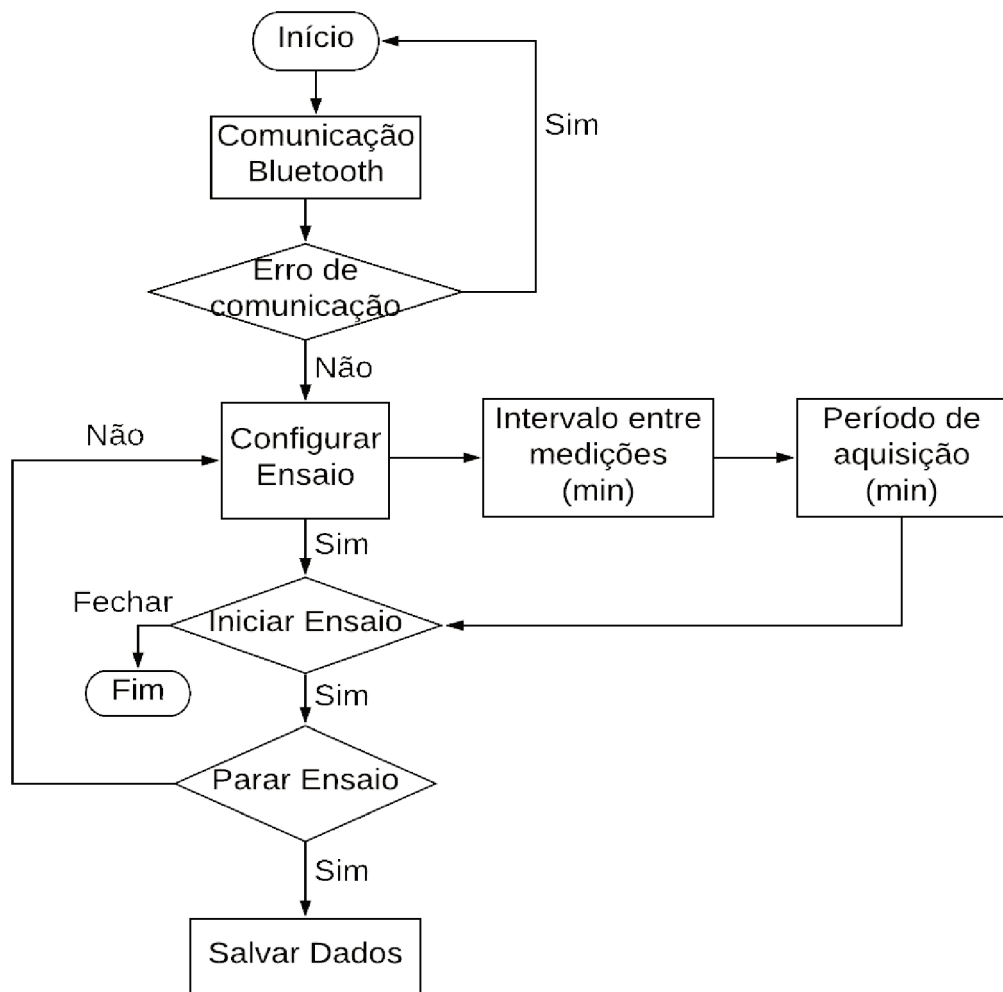 Início
Sim
Comunicação
Bluetooth
Erro de
comunicação
Não
Não
Configurar
Ensaio
Intervalo entre
medições
(min)
Período de
aquisição
(min)
Sim
Fechar
Iniciar Ensaio
Fim
Sim
Parar Ensaio
Sim
Salvar Dados